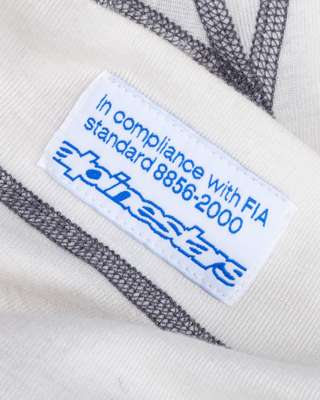 In compliance with FIA
standard 8856-2000
alpinestars